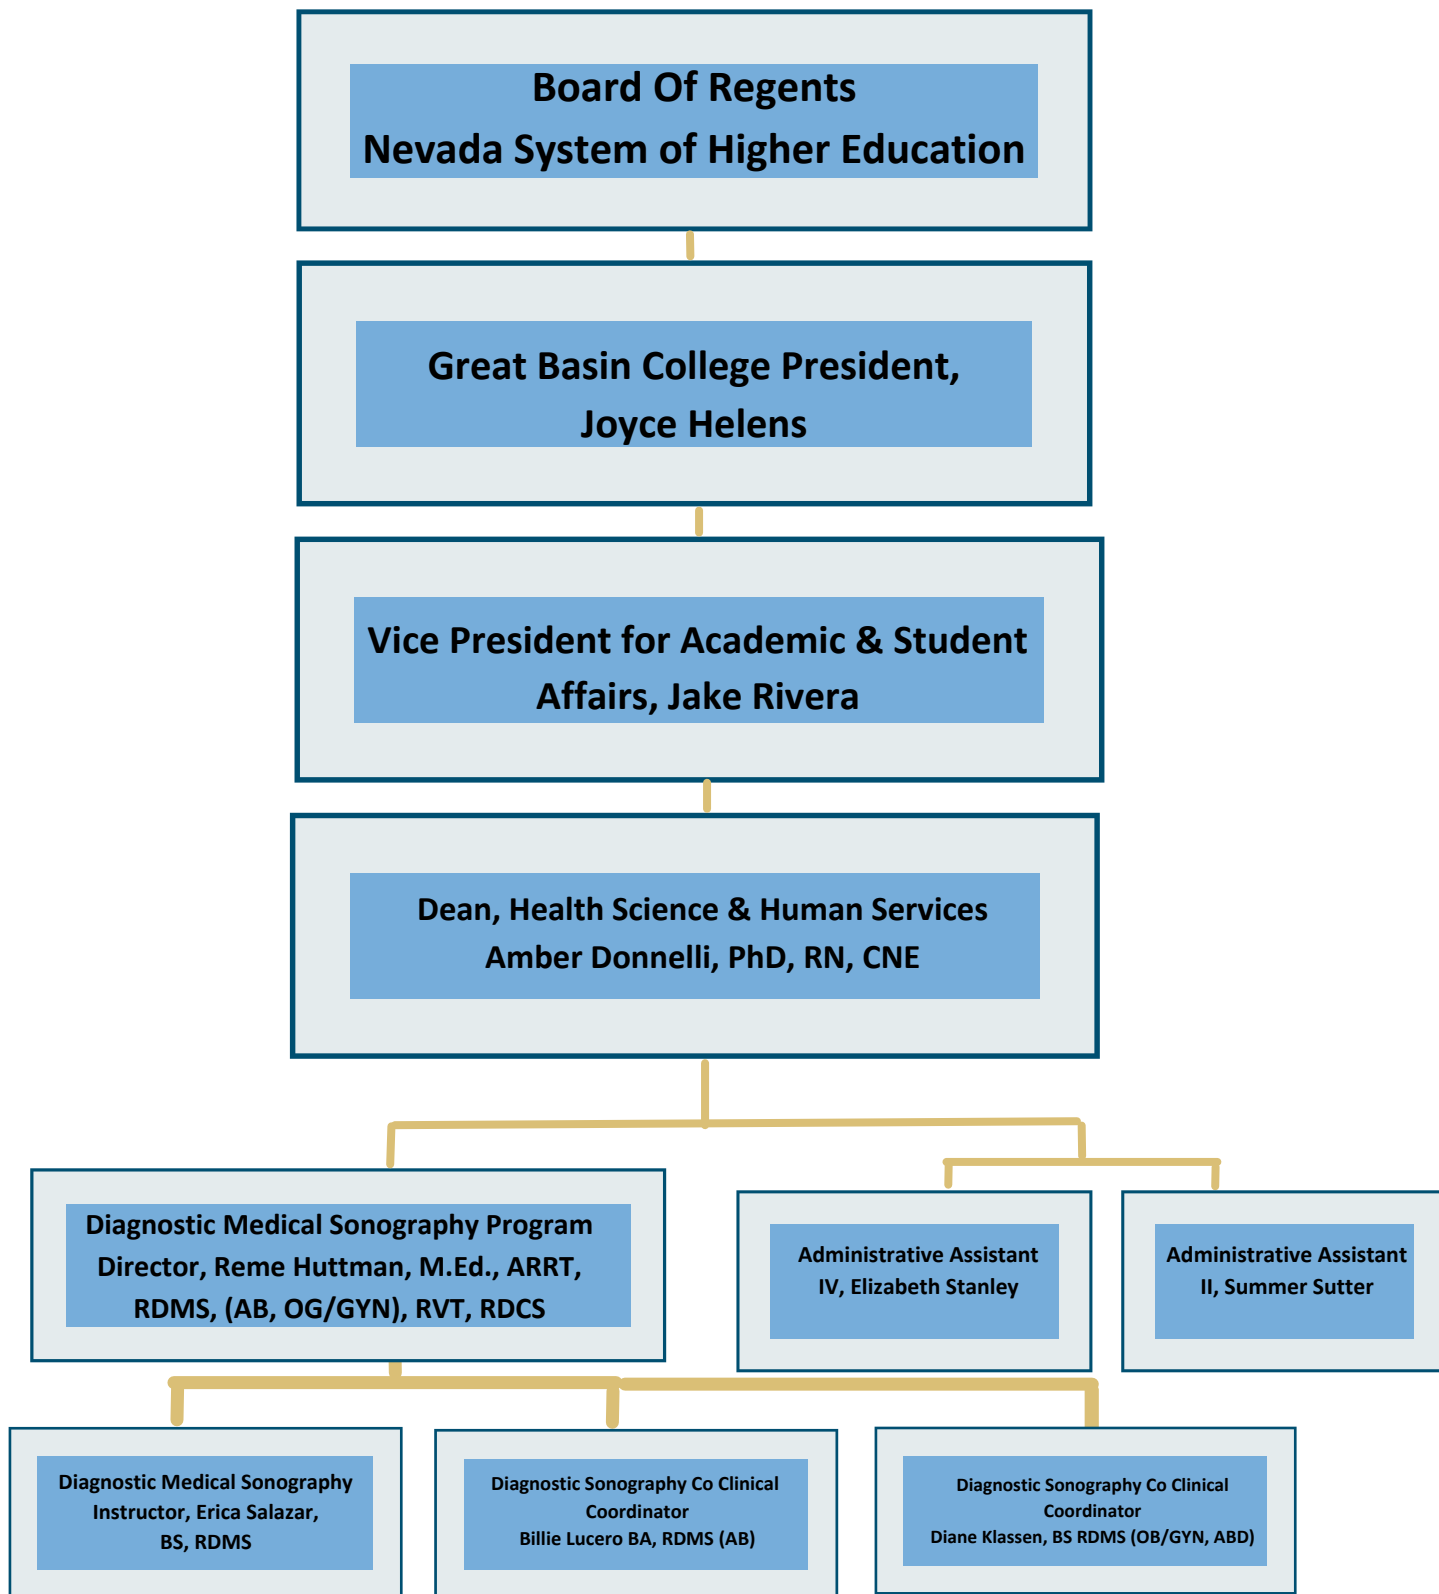 Board Of Regents
Nevada System of Higher Education
Great Basin College President,
Joyce Helens
Vice President for Academic & Student
Affairs, Jake Rivera
Dean, Health Science & Human Services
Amber Donnelli, PhD, RN, CNE
Diagnostic Medical Sonography Program
Director, Reme Huttman, M.Ed., ARRT,
RDMS, (AB, OG/GYN), RVT, RDCS
Administrative Assistant
IV, Elizabeth Stanley
Administrative Assistant
II, Summer Sutter
Diagnostic Medical Sonography
Instructor, Erica Salazar,
BS, RDMS
Diagnostic Sonography Co Clinical
Coordinator
Billie Lucero BA, RDMS (AB)
Diagnostic Sonography Co Clinical
Coordinator
Diane Klassen, BS RDMS (OB/GYN, ABD)